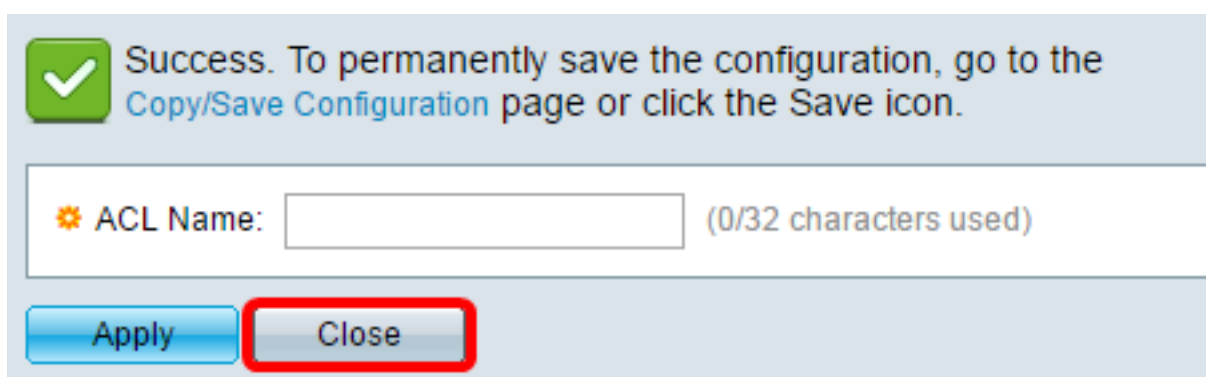 Success. To permanently save the configuration, go to the
Copy/Save Configuration page or click the Save icon.
ACL Name: (0/32 characters used)
Apply Close